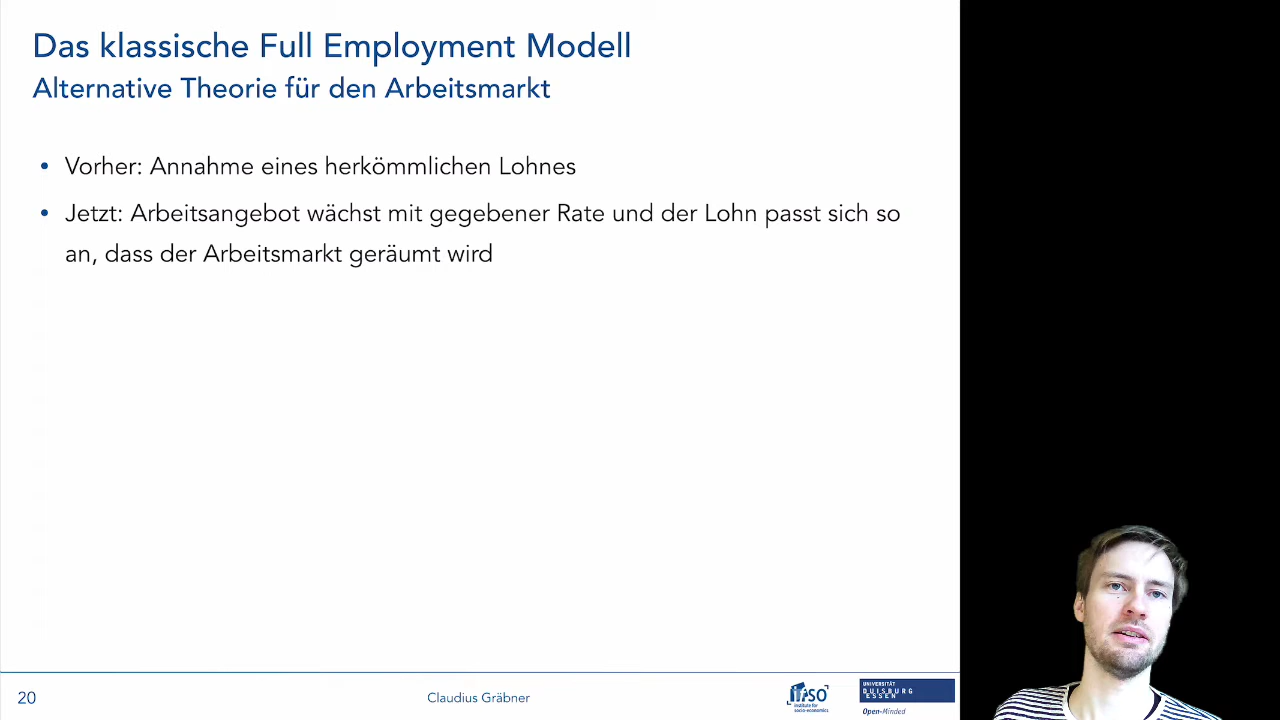 Das klassische Full Employment Modell
Alternative Theorie für den Arbeitsmarkt
• Vorher: Annahme eines herkömmlichen Lohnes
• Jetzt: Arbeitsangebot wächst mit gegebener Rate und der Lohn passt sich so
an, dass der Arbeitsmarkt geräumt wird
20
Claudius Gräbner
ifso
institute for
socio-economics
UNIVERSITÄT
DUISBURG
ESSEN
Open-Minded